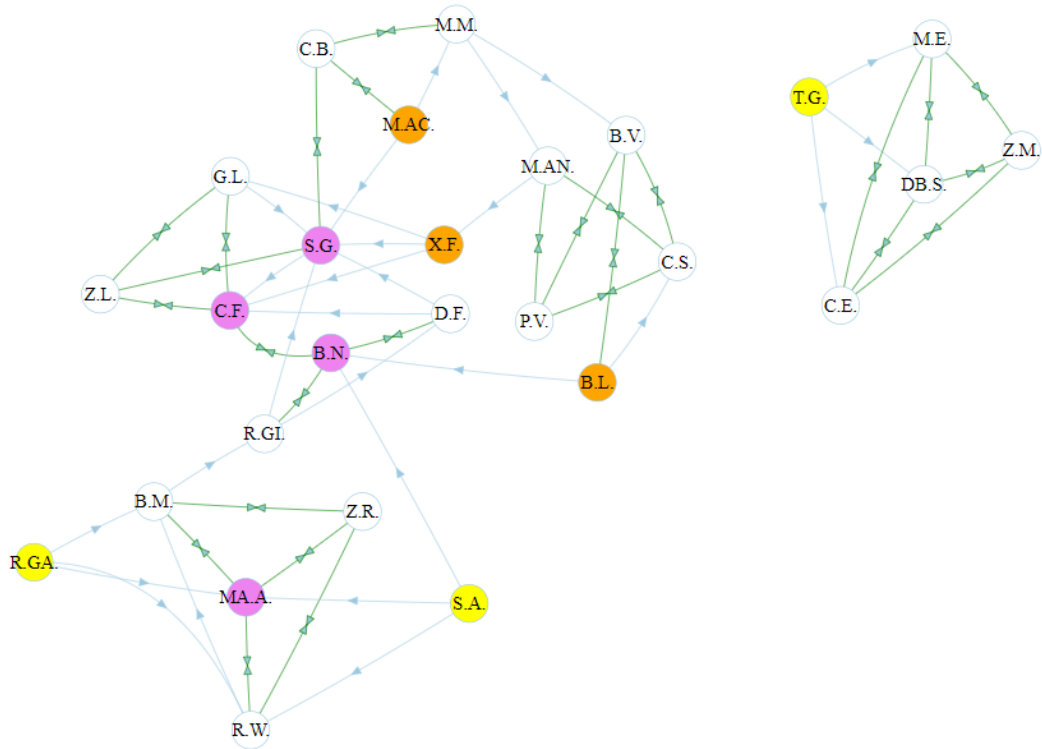 M.M.
M.E.
C.B.
T.G.
M.AC.
B.V.
Z.M.
M.AN.
G.L.
DB.S.
S.G.
X.F.
C.S.
Z.L.
C.E.
C.F.
D.F.
P.V.
B.N.
B.L.
R.GI.
B.M.
Z.R.
R.GA.
MA.A.
S.A.
R.W.